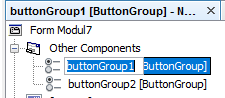 buttonGroup1 [ButtonGroup] - N...
Form Modul7
Other Components
buttonGroup1 [ButtonGroup]
buttonGroup2 [ButtonGroup]